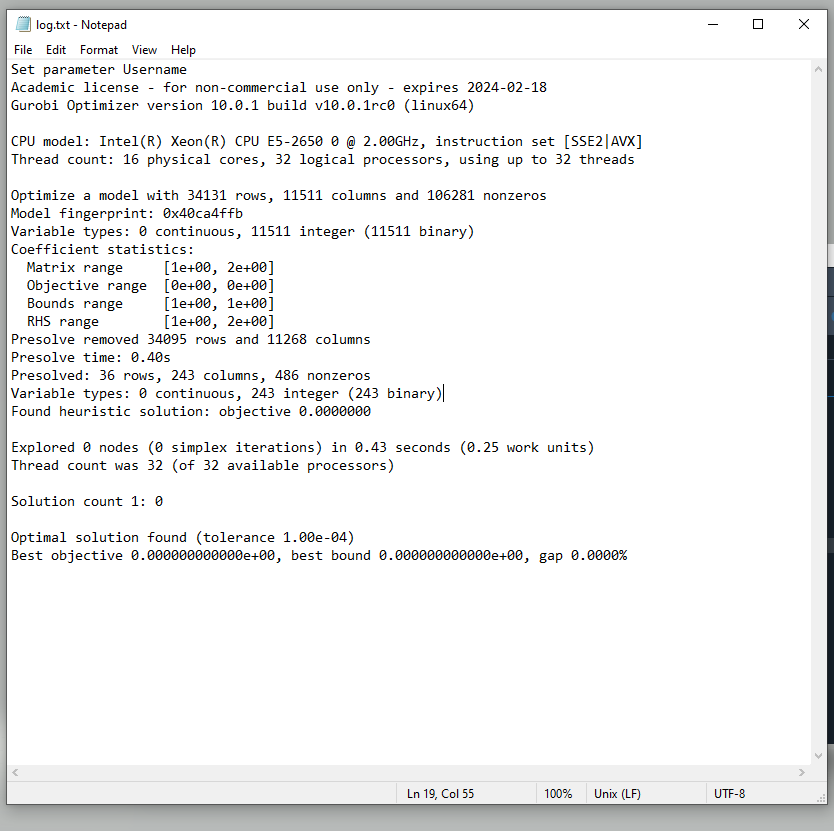 log.txt - Notepad
File Edit Format View Help
Set parameter Username
Academic license - for non-commercial use only - expires 2024-02-18
Gurobi Optimizer version 10.0.1 build v10.0.1rc0 (linux64)
CPU model: Intel(R) Xeon(R) CPU E5-2650 0 @ 2.00GHz, instruction set [SSE2|AVX]
Thread count: 16 physical cores, 32 logical processors, using up to 32 threads
Optimize a model with 34131 rows, 11511 columns and 106281 nonzeros
Model fingerprint: 0x40ca4ffb
Variable types: 0 continuous, 11511 integer (11511 binary)
Coefficient statistics:
  Matrix range     [1e+00, 2e+00]
  Objective range  [0e+00, 0e+00]
  Bounds range     [1e+00, 1e+00]
  RHS range        [1e+00, 2e+00]
Presolve removed 34095 rows and 11268 columns
Presolve time: 0.40s
Presolved: 36 rows, 243 columns, 486 nonzeros
Variable types: 0 continuous, 243 integer (243 binary)
Found heuristic solution: objective 0.0000000
Explored 0 nodes (0 simplex iterations) in 0.43 seconds (0.25 work units)
Thread count was 32 (of 32 available processors)
Solution count 1: 0
Optimal solution found (tolerance 1.00e-04)
Best objective 0.000000000000e+00, best bound 0.000000000000e+00, gap 0.0000%
Ln 19, Col 55 100% Unix (LF) UTF-8